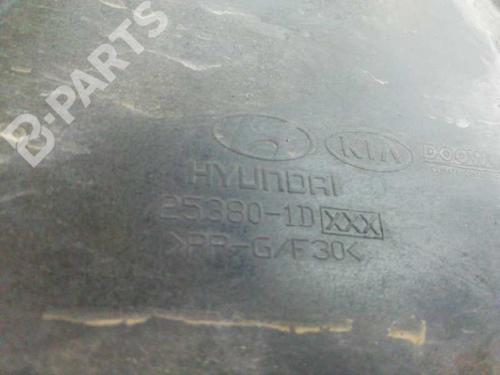 B-PARTS
KIA
HYUNDAI
25380-1D XXX
>PP-G/F30<